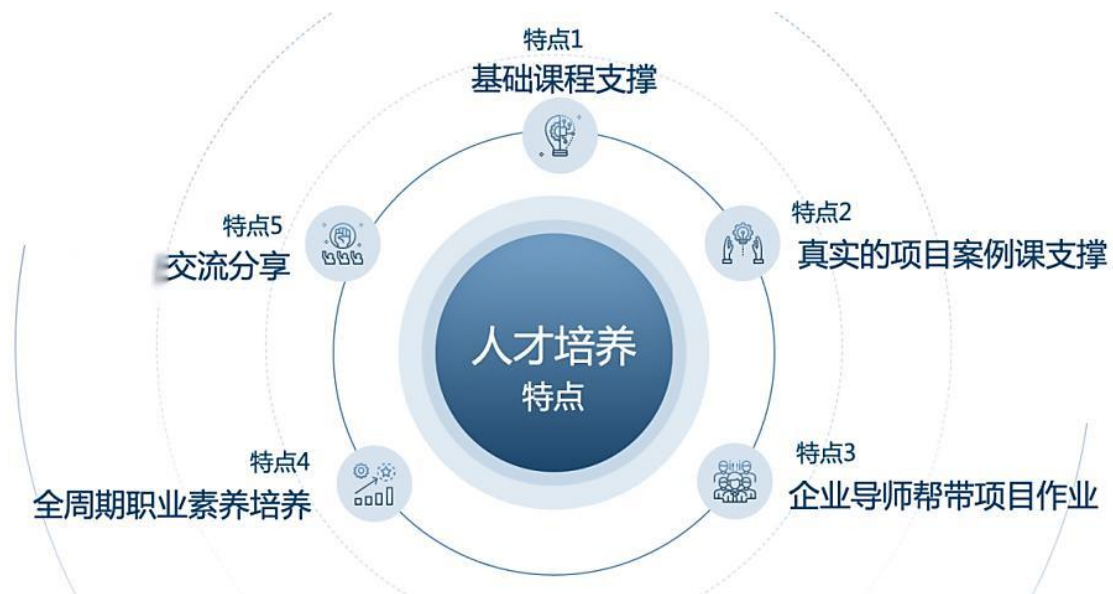 特点1
基础课程支撑
特点2
真实的项目案例课支撑
特点3
企业导师帮带项目作业
特点4
全周期职业素养培养
特点5
交流分享
人才培养
特点